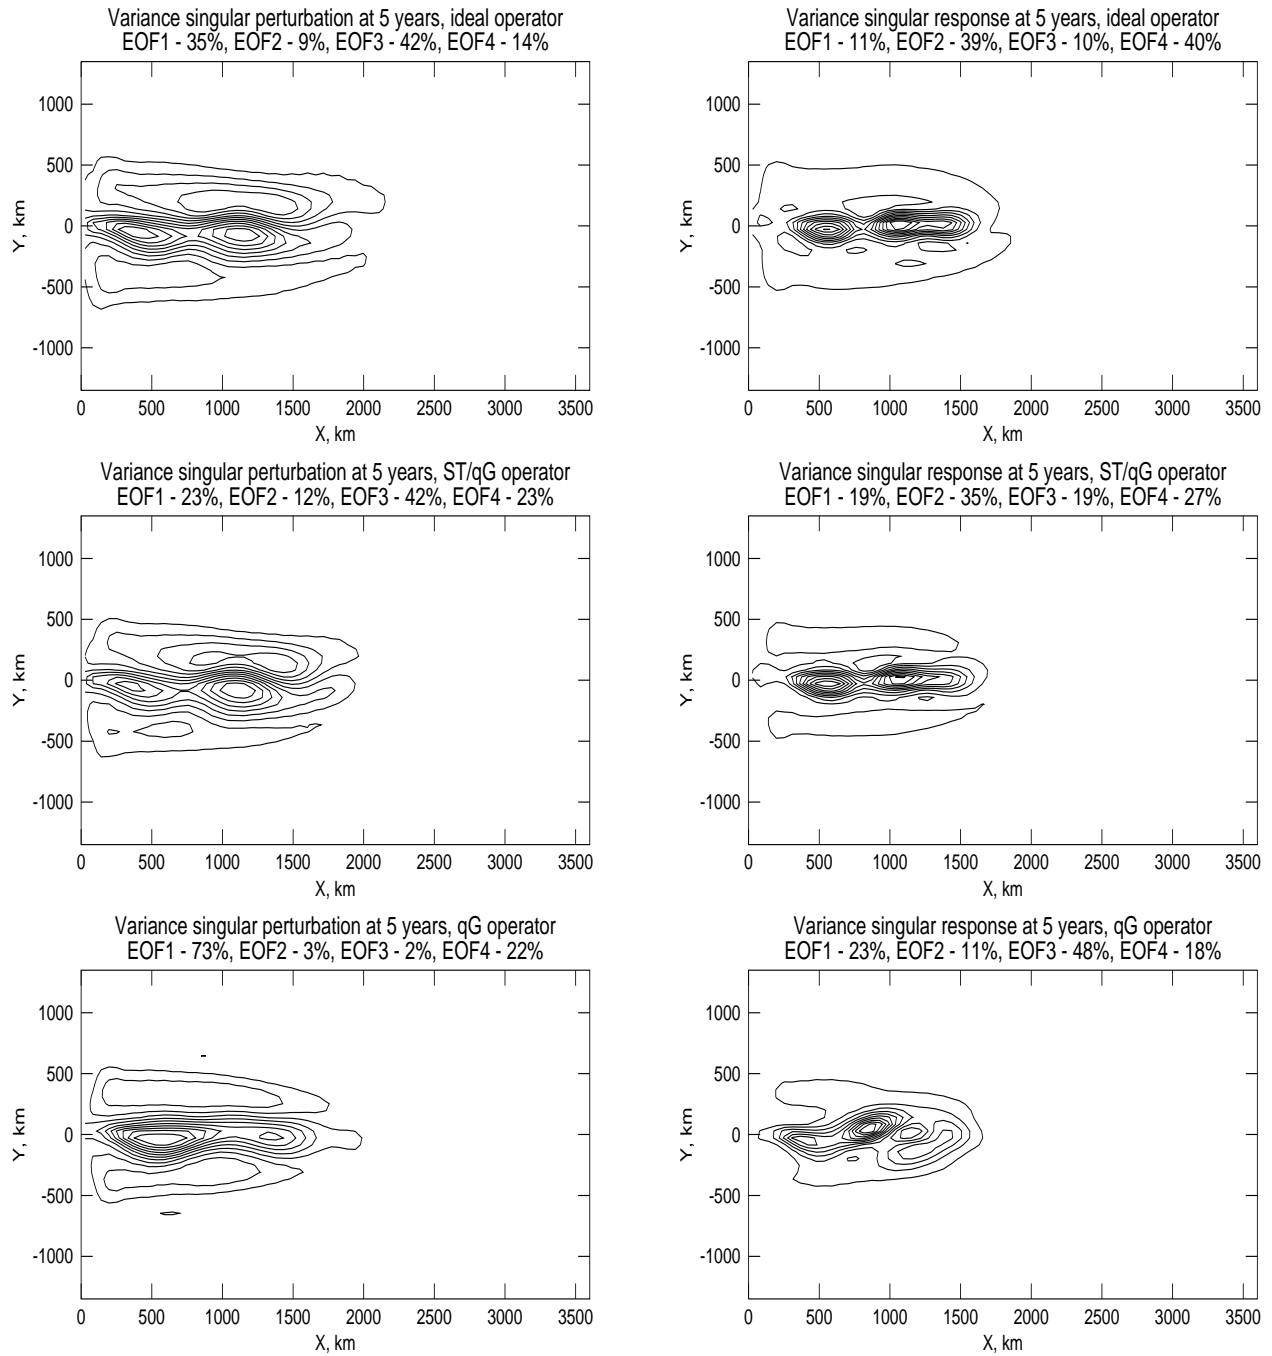 Variance singular perturbation at 5 years, ideal operator
EOF1 - 35%, EOF2 - 9%, EOF3 - 42%, EOF4 - 14%
1000
500
0
-500
-1000
Y, km
0 500 1000 1500 2000 2500 3000 3500
X, km
Variance singular response at 5 years, ideal operator
EOF1 - 11%, EOF2 - 39%, EOF3 - 10%, EOF4 - 40%
1000
500
0
-500
-1000
Y, km
0 500 1000 1500 2000 2500 3000 3500
X, km
Variance singular perturbation at 5 years, ST/qG operator
EOF1 - 23%, EOF2 - 12%, EOF3 - 42%, EOF4 - 23%
1000
500
0
-500
-1000
Y, km
0 500 1000 1500 2000 2500 3000 3500
X, km
Variance singular response at 5 years, ST/qG operator
EOF1 - 19%, EOF2 - 35%, EOF3 - 19%, EOF4 - 27%
1000
500
0
-500
-1000
Y, km
0 500 1000 1500 2000 2500 3000 3500
X, km
Variance singular perturbation at 5 years, qG operator
EOF1 - 73%, EOF2 - 3%, EOF3 - 2%, EOF4 - 22%
1000
500
0
-500
-1000
Y, km
0 500 1000 1500 2000 2500 3000 3500
X, km
Variance singular response at 5 years, qG operator
EOF1 - 23%, EOF2 - 11%, EOF3 - 48%, EOF4 - 18%
1000
500
0
-500
-1000
Y, km
0 500 1000 1500 2000 2500 3000 3500
X, km